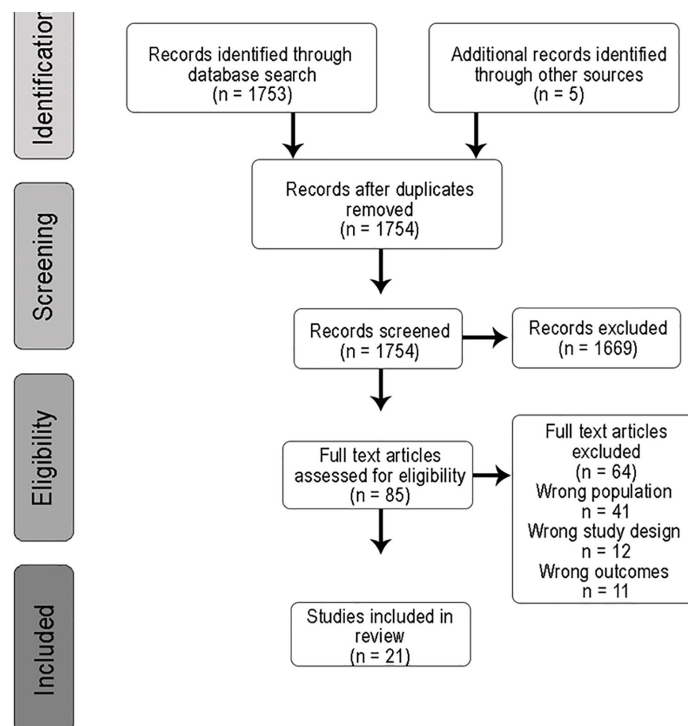 Identification
Records identified through
database search
(n = 1753)
Additional records identified
through other sources
(n = 5)
Records after duplicates
removed
(n = 1754)
Screening
Records screened
(n = 1754)
Records excluded
(n = 1669)
Eligibility
Full text articles
assessed for eligibility
(n = 85)
Full text articles
excluded
(n = 64)
Wrong population
n = 41
Wrong study design
n = 12
Wrong outcomes
n = 11
Included
Studies included in
review
(n = 21)